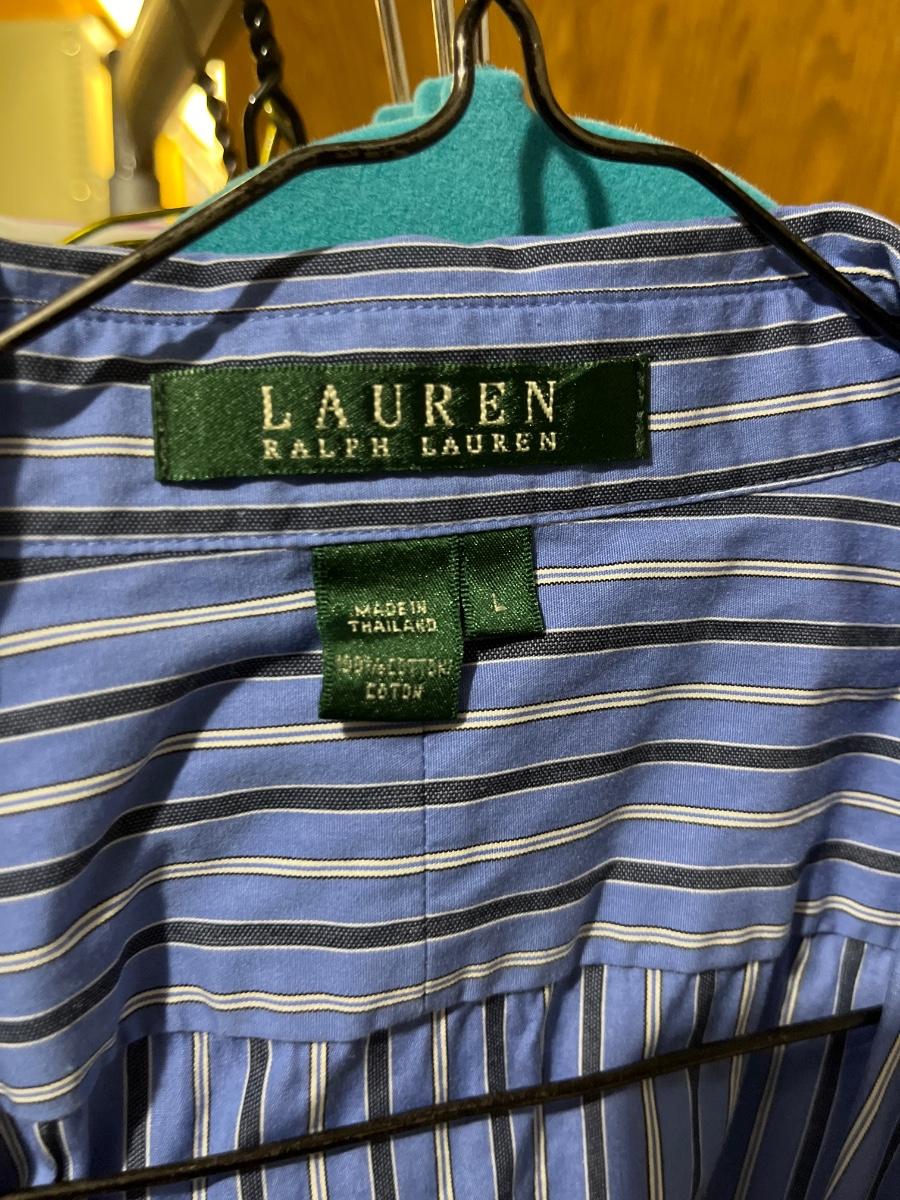 LAUREN
RALPH LAUREN
MADE IN
THAILAND
L
100% COTTON
COTON